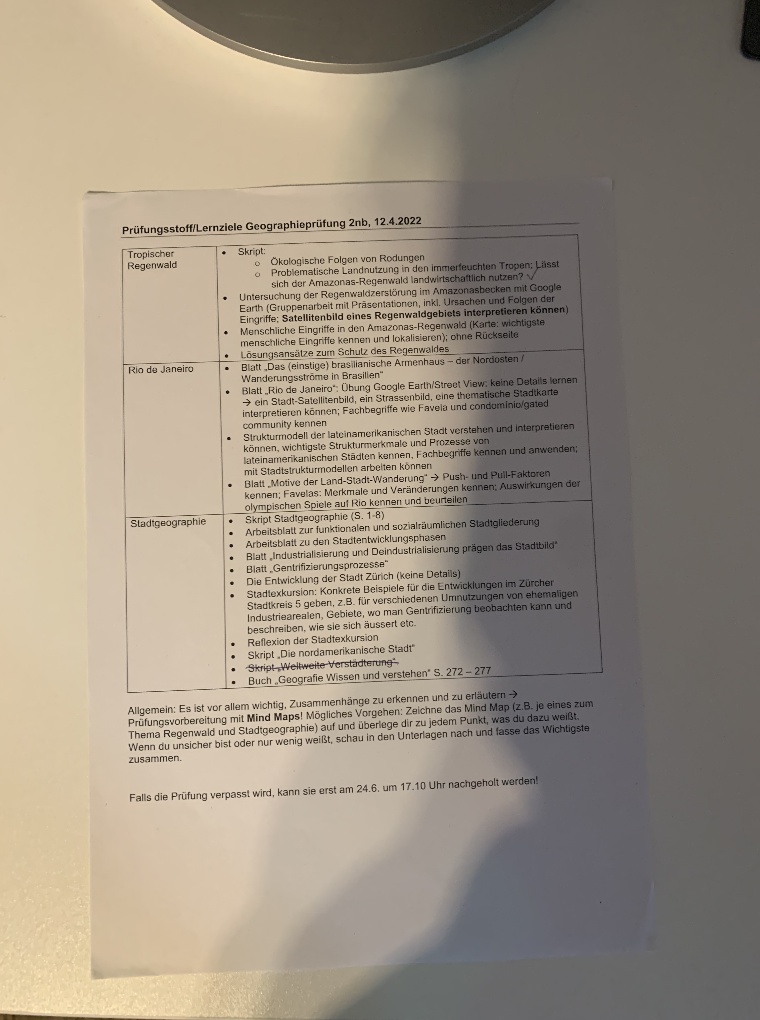 Prüfungsstoff/Lernziele Geographieprüfung 2nb, 12.4.2022
Tropischer
Regenwald
• Skript:
o Ökologische Folgen von Rodungen
o Problematische Landnutzung in den immerfeuchten Tropen: Lässt
sich der Amazonas-Regenwald landwirtschaftlich nutzen? ✓
• Untersuchung der Regenwaldzerstörung im Amazonasbecken mit Google
Earth (Gruppenarbeit mit Präsentationen, inkl. Ursachen und Folgen der
Eingriffe; Satellitenbild eines Regenwaldgebiets interpretieren können)
• Menschliche Eingriffe in den Amazonas-Regenwald (Karte: wichtigste
menschliche Eingriffe kennen und lokalisieren); ohne Rückseite
• Lösungsansätze zum Schutz des Regenwaldes
Rio de Janeiro
• Blatt „Das (einstige) brasilianische Armenhaus – der Nordosten /
Wanderungsströme in Brasilien"
• Blatt „Rio de Janeiro": Übung Google Earth/Street View: keine Details lernen
→ ein Stadt-Satellitenbild, ein Strassenbild, eine thematische Stadtkarte
interpretieren können; Fachbegriffe wie Favela und condominio/gated
community kennen
• Strukturmodell der lateinamerikanischen Stadt verstehen und interpretieren
können, wichtigste Strukturmerkmale und Prozesse von
lateinamerikanischen Städten kennen, Fachbegriffe kennen und anwenden;
mit Stadtstrukturmodellen arbeiten können
• Blatt „Motive der Land-Stadt-Wanderung" → Push- und Pull-Faktoren
kennen; Favelas: Merkmale und Veränderungen kennen; Auswirkungen der
olympischen Spiele auf Rio kennen und beurteilen
Stadtgeographie
• Skript Stadtgeographie (S. 1-8)
• Arbeitsblatt zur funktionalen und sozialräumlichen Stadtgliederung
• Arbeitsblatt zu den Stadtentwicklungsphasen
• Blatt „Industrialisierung und Deindustrialisierung prägen das Stadtbild"
• Blatt „Gentrifizierungsprozesse"
• Die Entwicklung der Stadt Zürich (keine Details)
• Stadtexkursion: Konkrete Beispiele für die Entwicklungen im Zürcher
Stadtkreis 5 geben, z.B. für verschiedenen Umnutzungen von ehemaligen
Industriearealen, Gebiete, wo man Gentrifizierung beobachten kann und
beschreiben, wie sie sich äussert etc.
• Reflexion der Stadtexkursion
• Skript „Die nordamerikanische Stadt"
• Skript „Weltweite Verstädterung"
• Buch „Geografie Wissen und verstehen" S. 272 – 277
Allgemein: Es ist vor allem wichtig, Zusammenhänge zu erkennen und zu erläutern →
Prüfungsvorbereitung mit Mind Maps! Mögliches Vorgehen: Zeichne das Mind Map (z.B. je eines zum
Thema Regenwald und Stadtgeographie) auf und überlege dir zu jedem Punkt, was du dazu weißt.
Wenn du unsicher bist oder nur wenig weißt, schau in den Unterlagen nach und fasse das Wichtigste
zusammen.
Falls die Prüfung verpasst wird, kann sie erst am 24.6. um 17.10 Uhr nachgeholt werden!